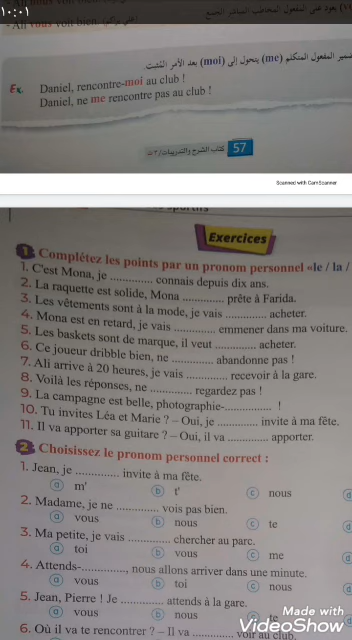 ١٠:٠١
- Ali vous voit bien.
ضمير المفعول المتكلم (me) يتحول إلى (moi) بعد الأمر المثبت.
Ex. Daniel, rencontre-moi au club !
Daniel, ne me rencontre pas au club !
57 كتاب الشرح والتدريبات
Scanned with CamScanner
Exercices
1 Complétez les points par un pronom personnel «le / la /
1. C'est Mona, je ............ connais depuis dix ans.
2. La raquette est solide, Mona ............ prête à Farida.
3. Les vêtements sont à la mode, je vais ............ acheter.
4. Mona est en retard, je vais ............ emmener dans ma voiture.
5. Les baskets sont de marque, il veut ............ acheter.
6. Ce joueur dribble bien, ne ............ abandonne pas !
7. Ali arrive à 20 heures, je vais ............ recevoir à la gare.
8. Voilà les réponses, ne ............ regardez pas !
9. La campagne est belle, photographie-............ !
10. Tu invites Léa et Marie ? – Oui, je ............ invite à ma fête.
11. Il va apporter sa guitare ? – Oui, il va ............ apporter.
2 Choisissez le pronom personnel correct :
1. Jean, je ............ invite à ma fête.
a m' b t' c nous d
2. Madame, je ne ............ vois pas bien.
a vous b nous c te d
3. Ma petite, je vais ............ chercher au parc.
a toi b vous c me d
4. Attends-............, nous allons arriver dans une minute.
a vous b toi c nous d
5. Jean, Pierre ! Je ............ attends à la gare.
a vous b nous c te
6. Où il va te rencontrer ? – Il va ............ voir au club.
Made with
VideoShow